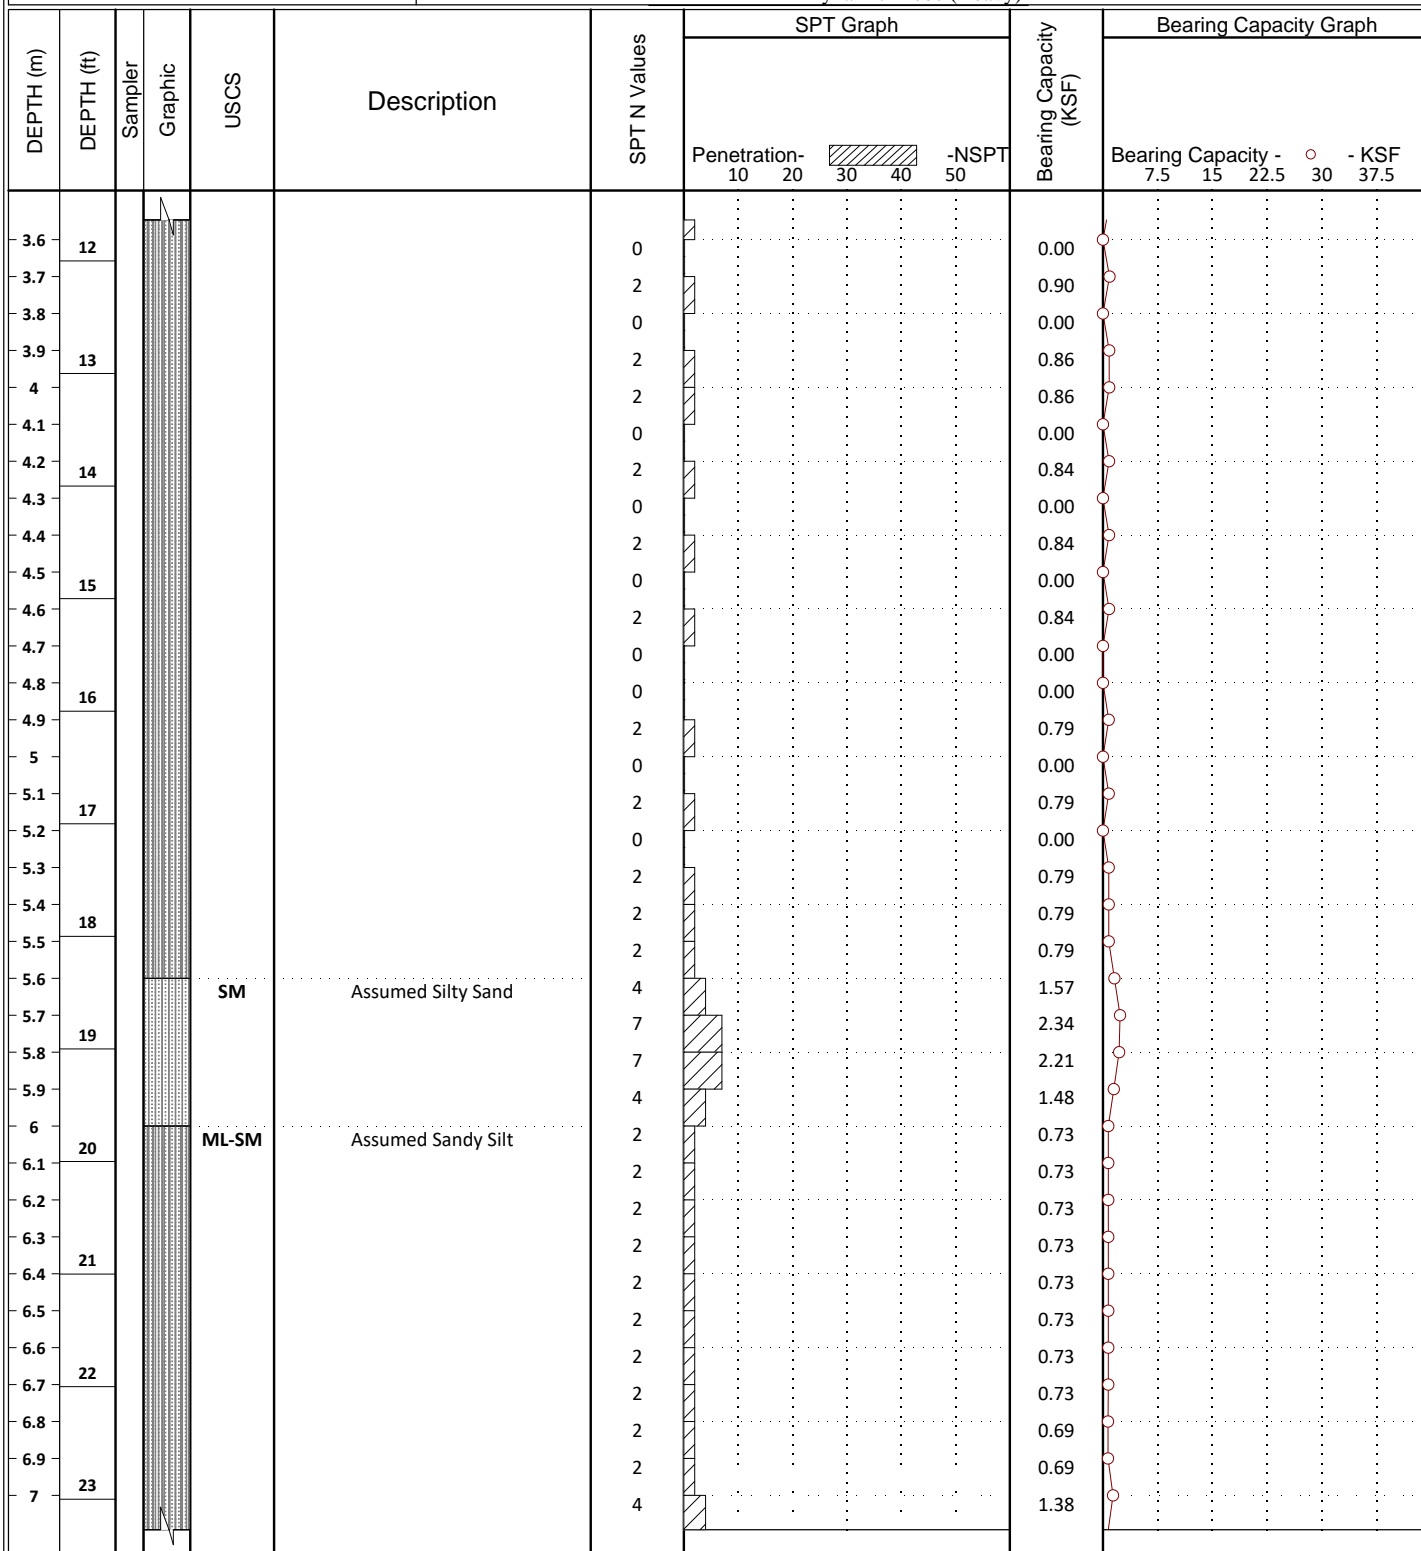 DEPTH (m) DEPTH (ft) Sampler Graphic USCS Description SPT N Values SPT Graph Bearing Capacity (KSF) Bearing Capacity Graph
Penetration- -NSPT Bearing Capacity - - KSF
10 20 30 40 50 7.5 15 22.5 30 37.5
3.6 12 0 0.00
3.7 2 0.90
3.8 0 0.00
3.9 13 2 0.86
4 2 0.86
4.1 0 0.00
4.2 14 2 0.84
4.3 0 0.00
4.4 2 0.84
4.5 15 0 0.00
4.6 2 0.84
4.7 0 0.00
4.8 16 0 0.00
4.9 2 0.79
5 0 0.00
5.1 17 2 0.79
5.2 0 0.00
5.3 2 0.79
5.4 18 2 0.79
5.5 2 0.79
5.6 SM Assumed Silty Sand 4 1.57
5.7 19 7 2.34
5.8 7 2.21
5.9 4 1.48
6 20 ML-SM Assumed Sandy Silt 2 0.73
6.1 2 0.73
6.2 2 0.73
6.3 21 2 0.73
6.4 2 0.73
6.5 2 0.73
6.6 22 2 0.73
6.7 2 0.73
6.8 2 0.69
6.9 23 2 0.69
7 4 1.38